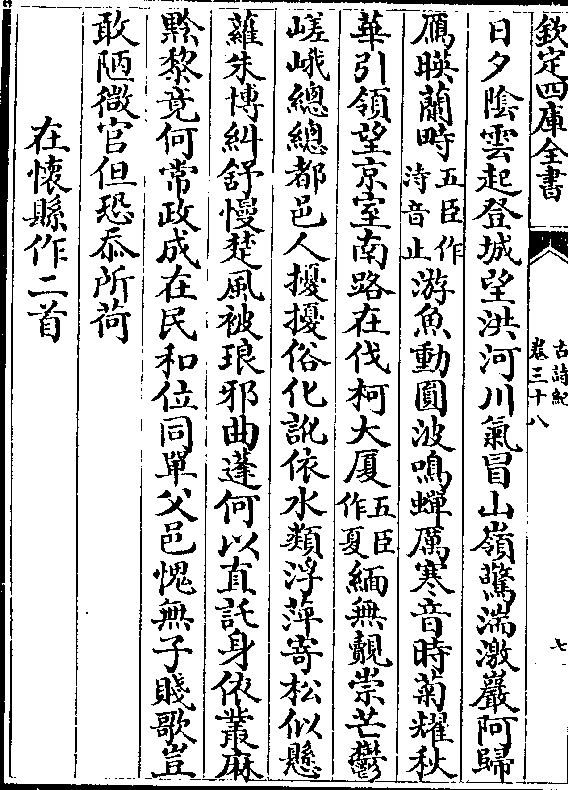 欽定四庫全書
古詩紀
卷三十八
七
日夕陰雲起登城望洪河川氣冒山嶺驚湍激巖阿歸
鴈暎蘭時五臣作洔音止游魚動圓波鳴蟬厲寒音時菊耀秋
華引領望京室南路在伐柯大厦五臣作夏緬無覿崇芒鬱
嵯峨總總都邑人擾擾俗化訛依水類浮萍寄松似懸
蘿朱博糾舒慢楚風被琅邪曲蓬何以直託身依叢麻
黔黎竟何常政成在民和位同單父邑愧無子賤歌豈
敢陋微官但恐忝所荷
在懷縣作二首